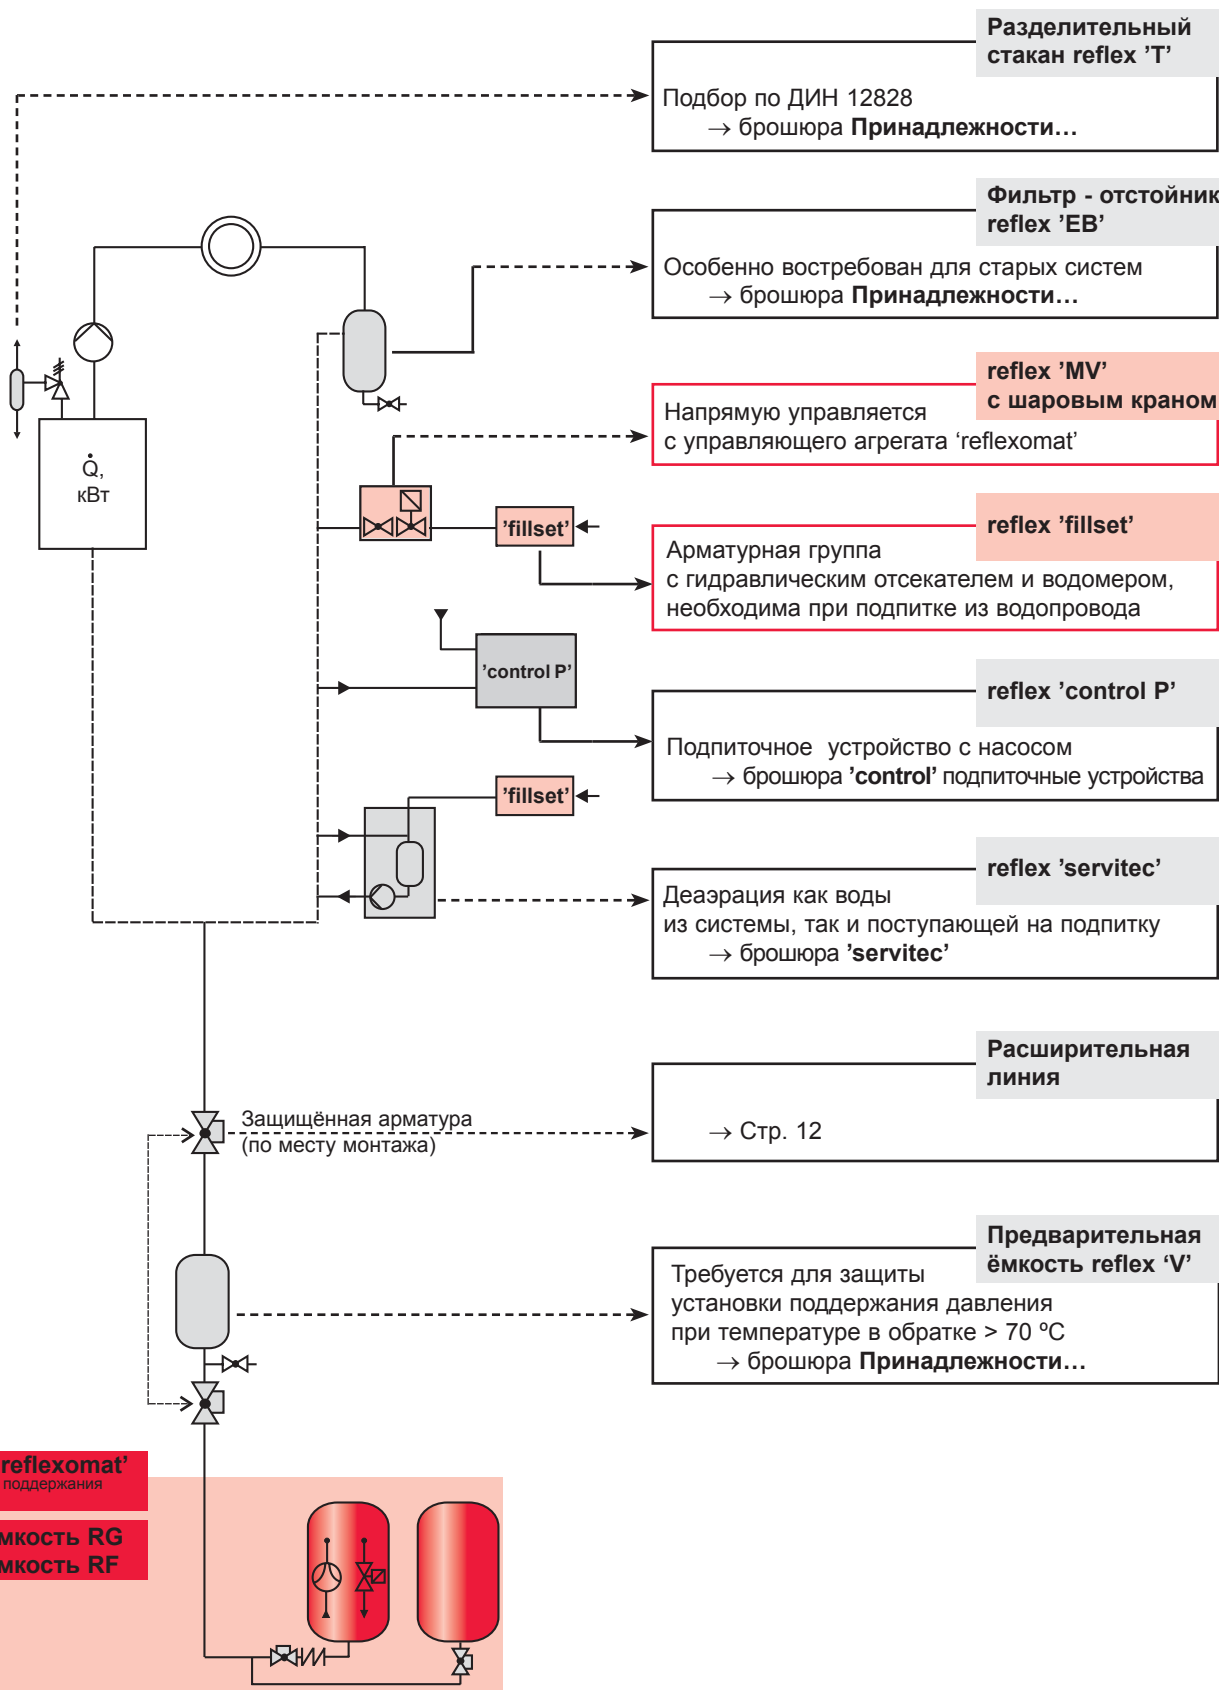 Разделительный
стакан reflex ’T’
Подбор по ДИН 12828
→ брошюра Принадлежности…
Фильтр - отстойник
reflex ’EB’
Особенно востребован для старых систем
→ брошюра Принадлежности…
reflex ’MV’
с шаровым краном
Напрямую управляется
с управляющего агрегата ‘reflexomat’
Q̇,
кВт
’fillset’
reflex ’fillset’
Арматурная группа
с гидравлическим отсекателем и водомером,
необходима при подпитке из водопровода
’control P’
reflex ’control P’
Подпиточное устройство с насосом
→ брошюра ’control’ подпиточные устройства
’fillset’
reflex ’servitec’
Деаэрация как воды
из системы, так и поступающей на подпитку
→ брошюра ’servitec’
Расширительная
линия
→ Стр. 12
Защищённая арматура
(по месту монтажа)
Предварительная
ёмкость reflex ‘V’
Требуется для защиты
установки поддержания давления
при температуре в обратке > 70 ºC
→ брошюра Принадлежности…
reflexomat’
поддержания
мкость RG
мкость RF